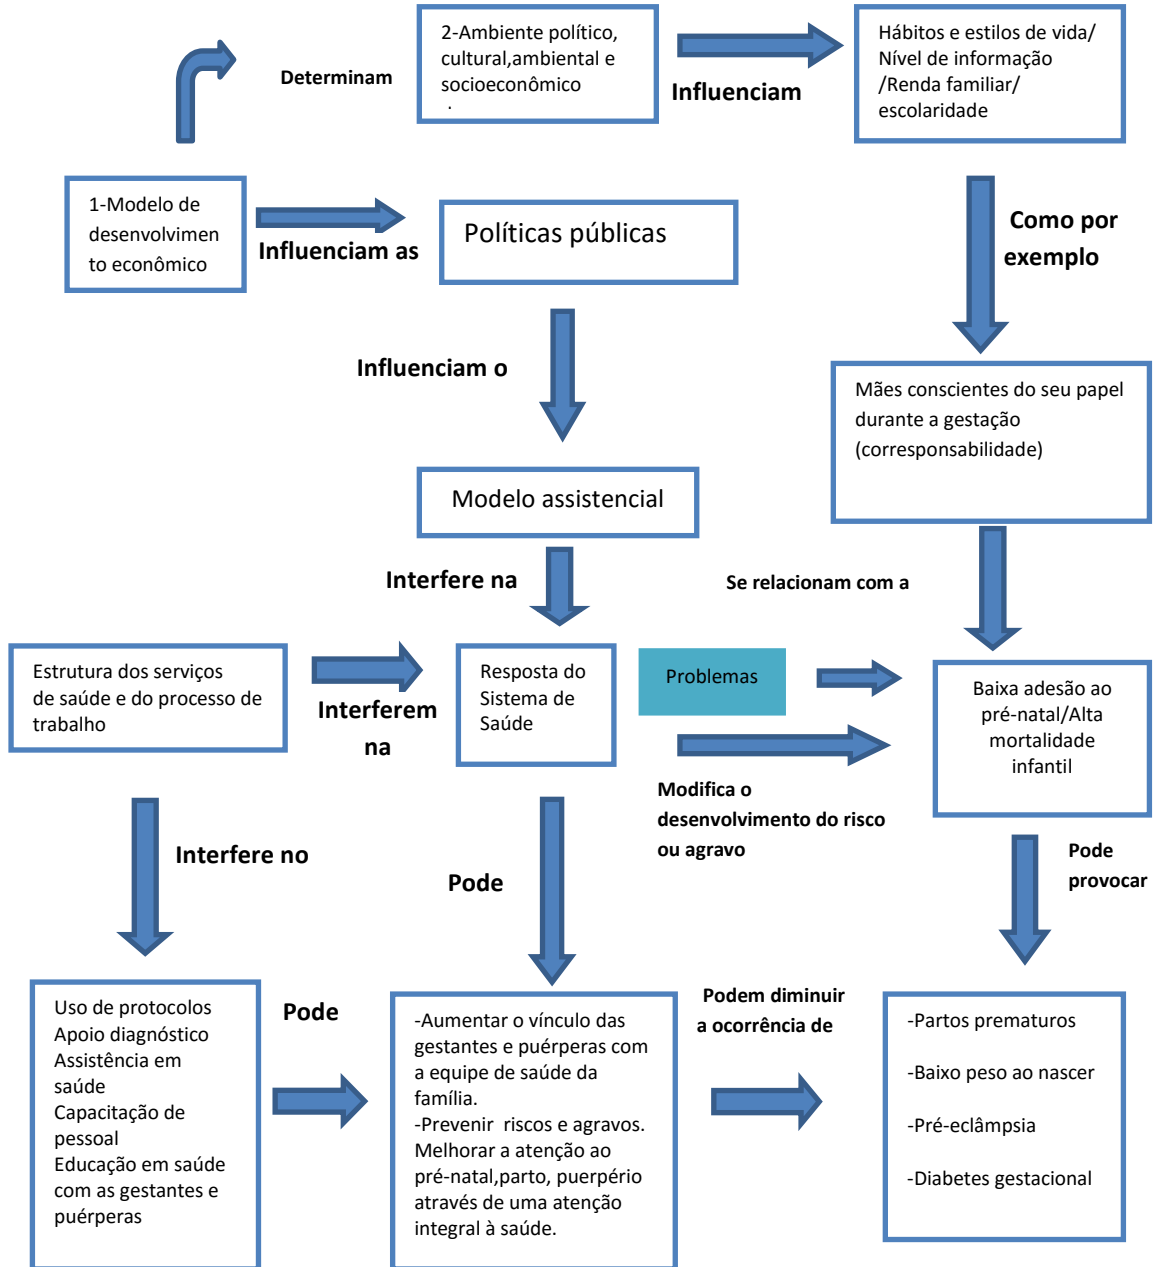 2-Ambiente político,
cultural,ambiental e
socioeconômico
.
Determinam
Influenciam
Hábitos e estilos de vida/
Nível de informação
/Renda familiar/
escolaridade
1-Modelo de
desenvolvimen
to econômico
Influenciam as
Políticas públicas
Como por
exemplo
Influenciam o
Mães conscientes do seu papel
durante a gestação
(corresponsabilidade)
Modelo assistencial
Interfere na
Se relacionam com a
Estrutura dos serviços
de saúde e do processo de
trabalho
Interferem
na
Resposta do
Sistema de
Saúde
Problemas
Baixa adesão ao
pré-natal/Alta
mortalidade
infantil
Modifica o
desenvolvimento do risco
ou agravo
Interfere no
Pode
Pode
provocar
Uso de protocolos
Apoio diagnóstico
Assistência em
saúde
Capacitação de
pessoal
Educação em saúde
com as gestantes e
puérperas
Pode
-Aumentar o vínculo das
gestantes e puérperas com
a equipe de saúde da
família.
-Prevenir riscos e agravos.
Melhorar a atenção ao
pré-natal,parto, puerpério
através de uma atenção
integral à saúde.
Podem diminuir
a ocorrência de
-Partos prematuros
-Baixo peso ao nascer
-Pré-eclâmpsia
-Diabetes gestacional